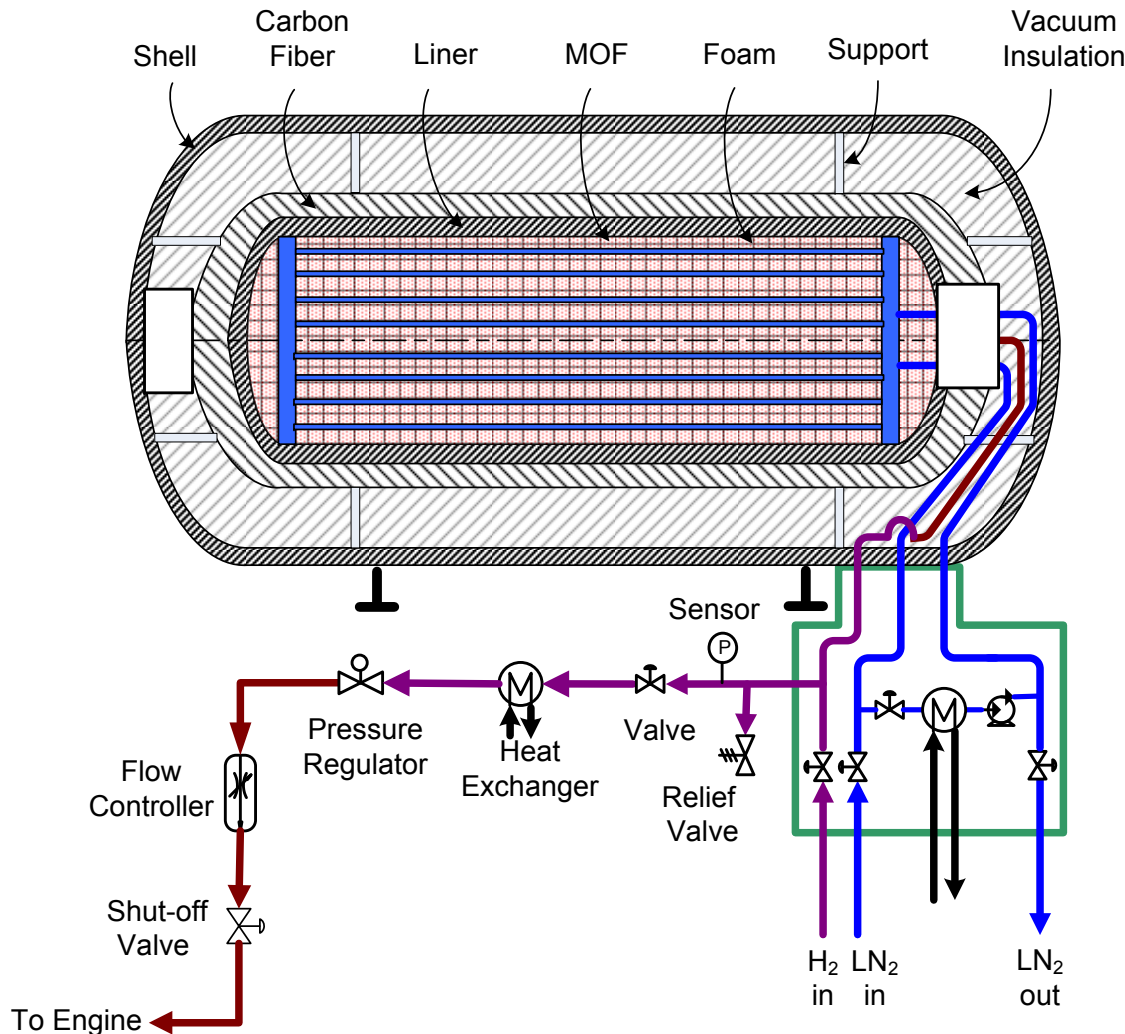 Carbon
Fiber
Vacuum
Insulation
Shell
Liner
MOF
Foam
Support
Sensor
P
M
M
Pressure
Regulator
Heat
Exchanger
Valve
Relief
Valve
Flow
Controller
Shut-off
Valve
H₂
in
LN₂
in
LN₂
out
To Engine